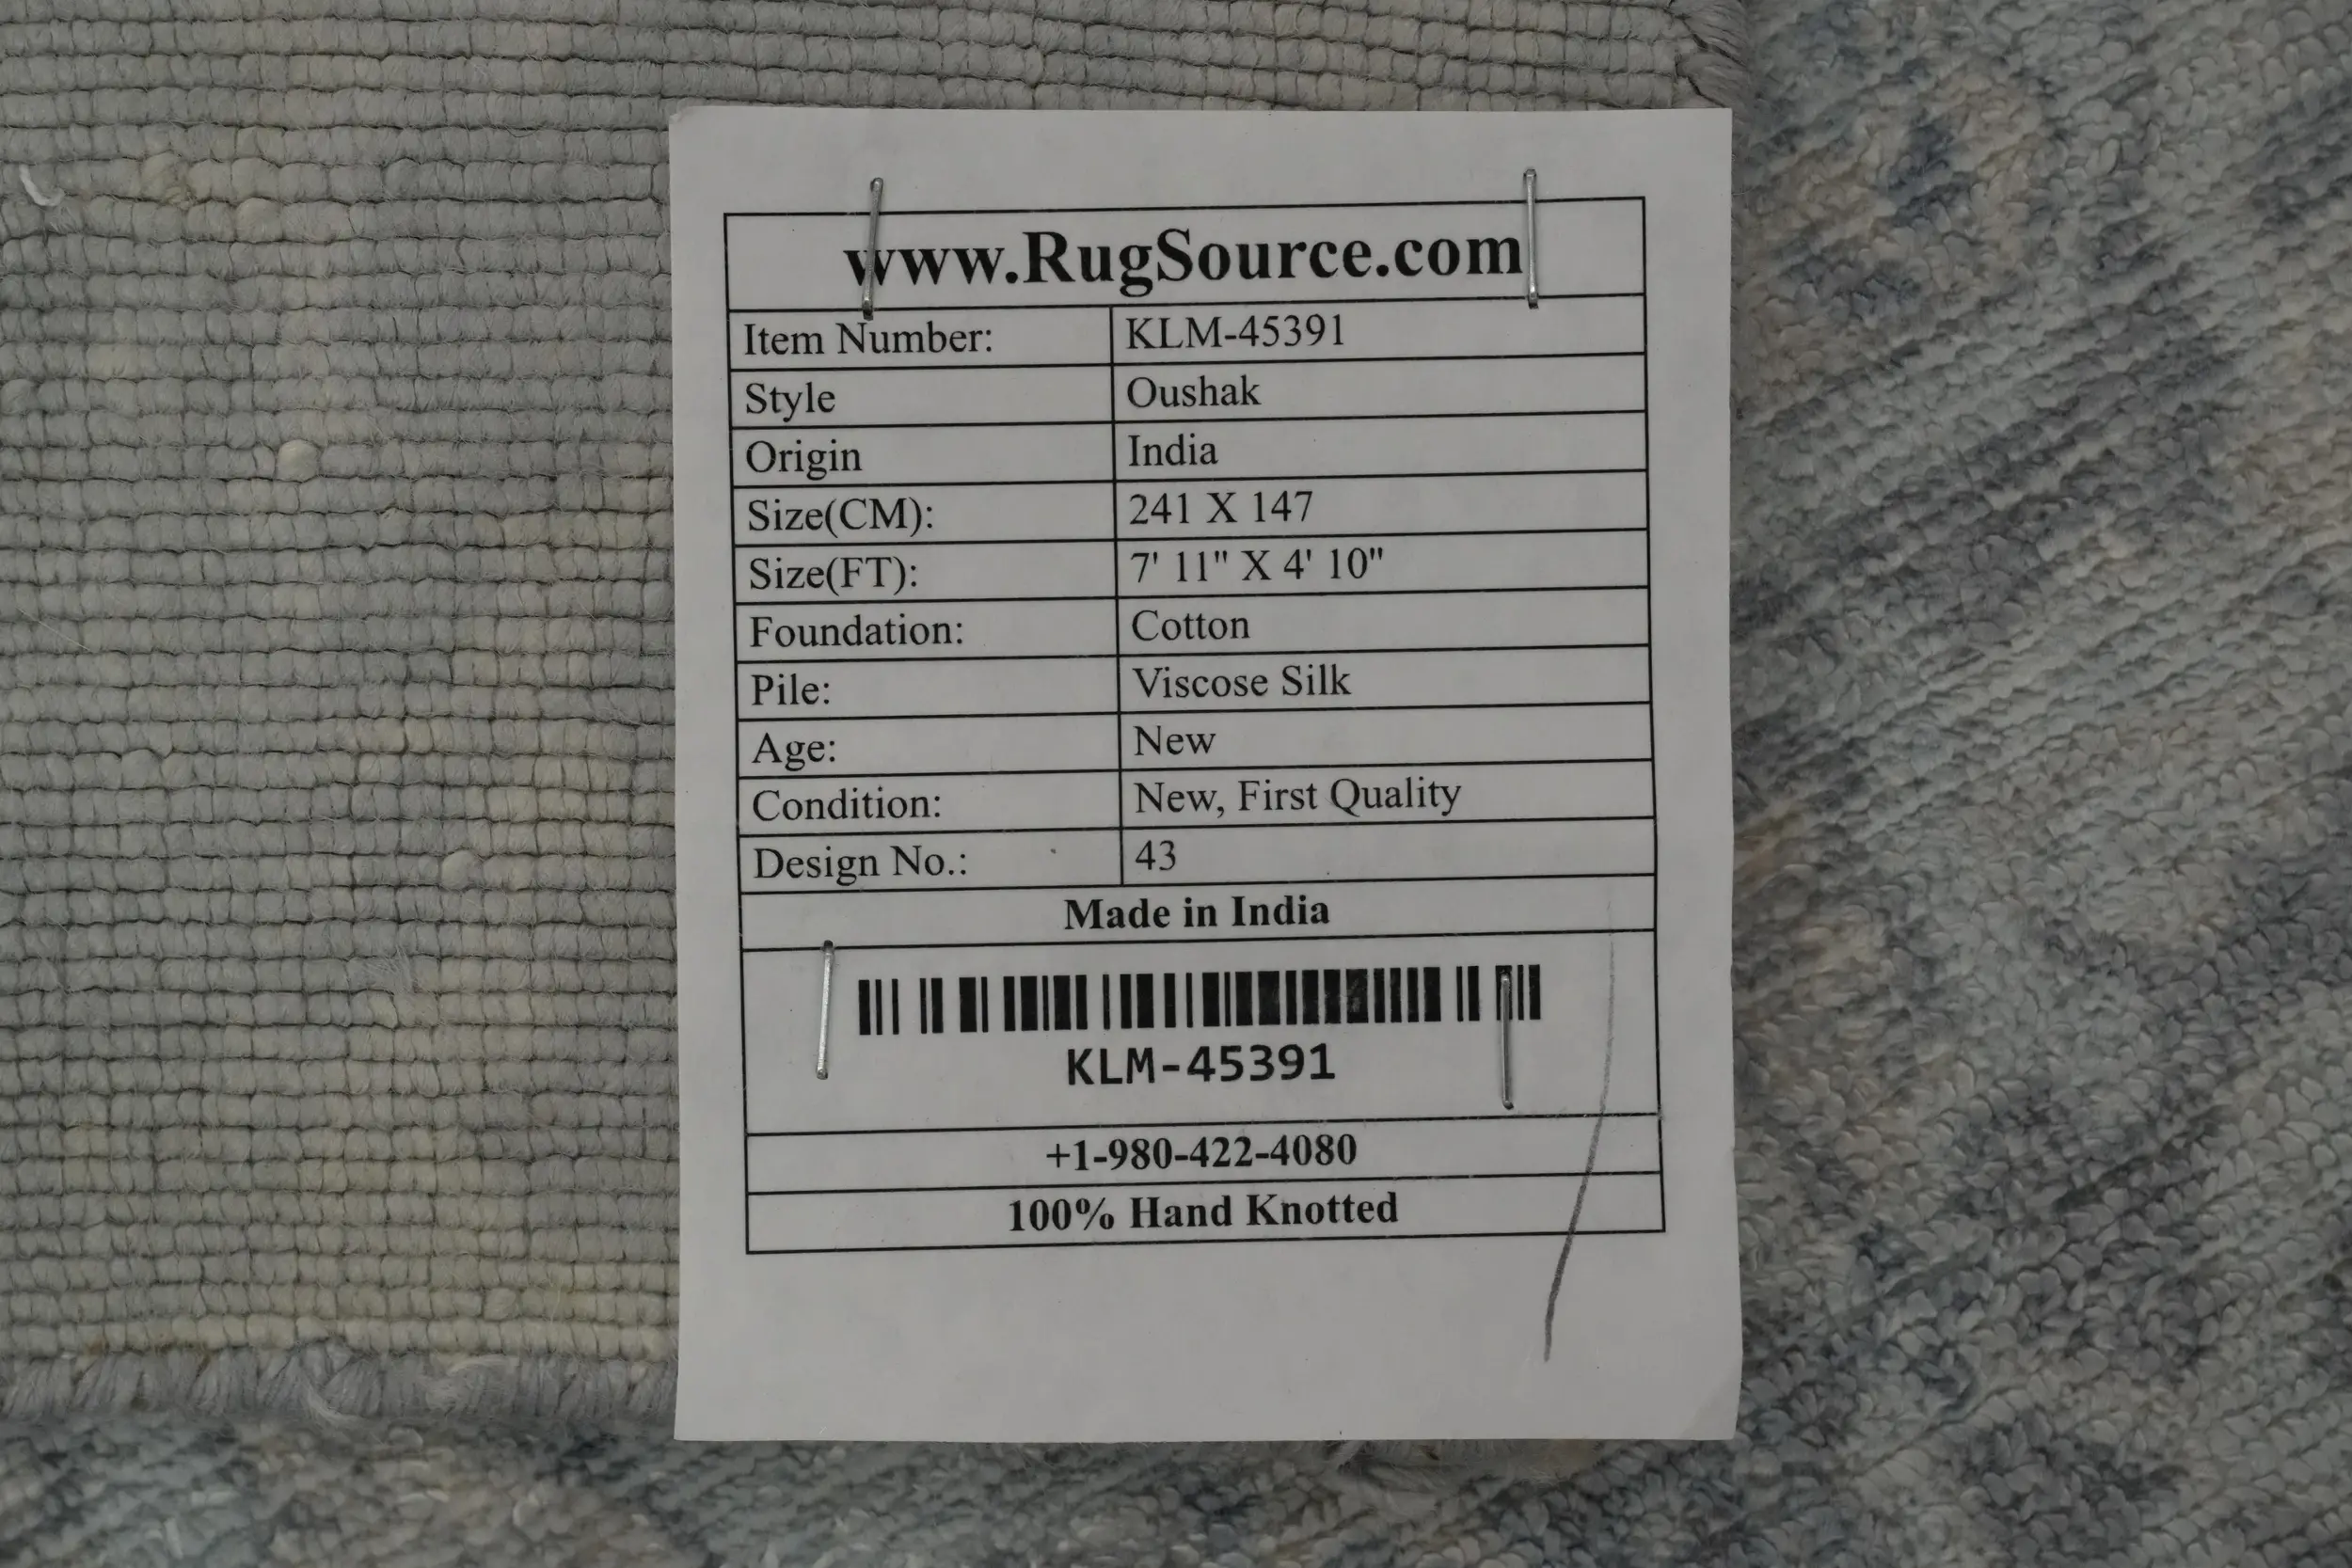 www.RugSource.com
Item Number: KLM-45391
Style Oushak
Origin India
Size(CM): 241 X 147
Size(FT): 7' 11" X 4' 10"
Foundation: Cotton
Pile: Viscose Silk
Age: New
Condition: New, First Quality
Design No.: 43
Made in India
KLM-45391
+1-980-422-4080
100% Hand Knotted